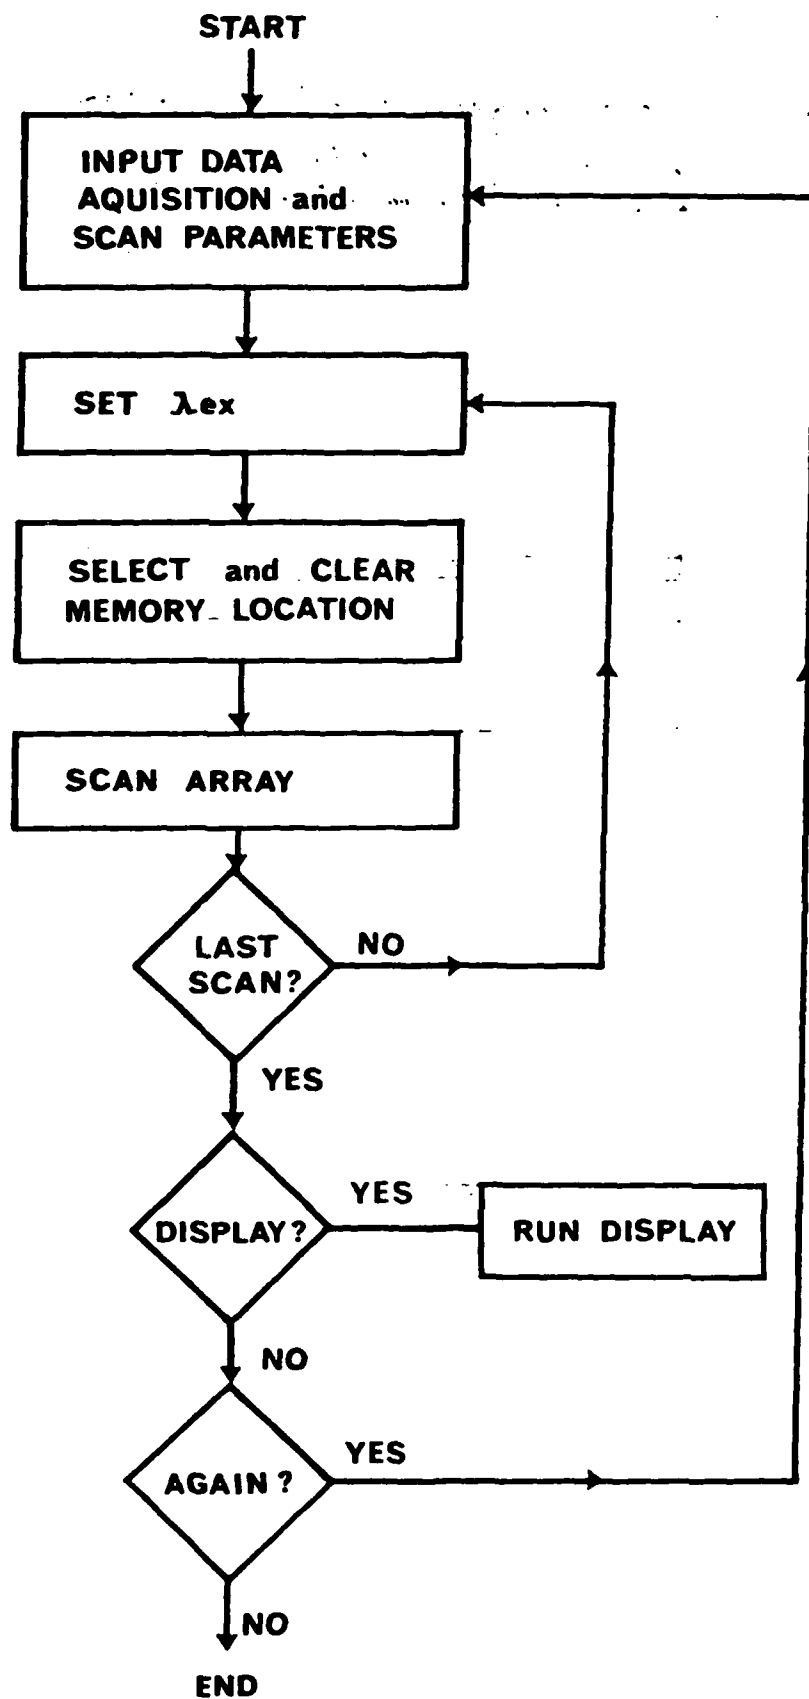 START
INPUT DATA
AQUISITION and
SCAN PARAMETERS
SET λex
SELECT and CLEAR
MEMORY LOCATION
SCAN ARRAY
LAST
SCAN?
NO
YES
DISPLAY?
YES
RUN DISPLAY
NO
AGAIN?
YES
NO
END